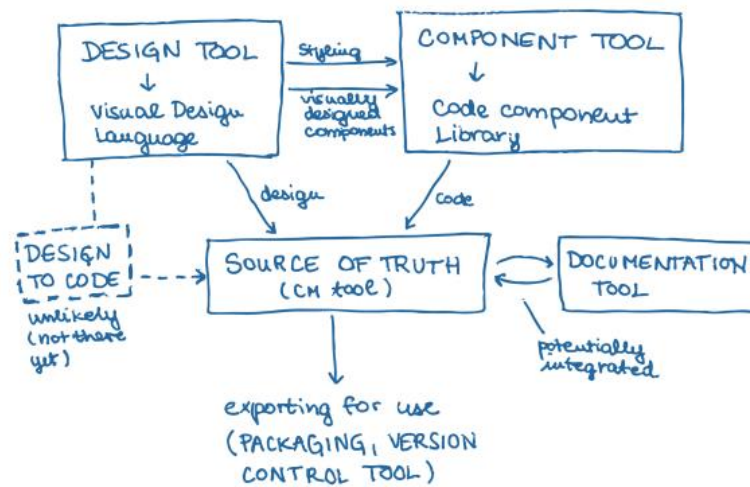 DESIGN TOOL
Visual Design
Language
styling
visually
designed
components
COMPONENT TOOL
Code component
Library
design
code
DESIGN
TO CODE
unlikely
(not there
yet)
SOURCE OF TRUTH
(CM tool)
DOCUMENTATION
TOOL
potentially
integrated
exporting for use
(PACKAGING, VERSION
CONTROL TOOL)